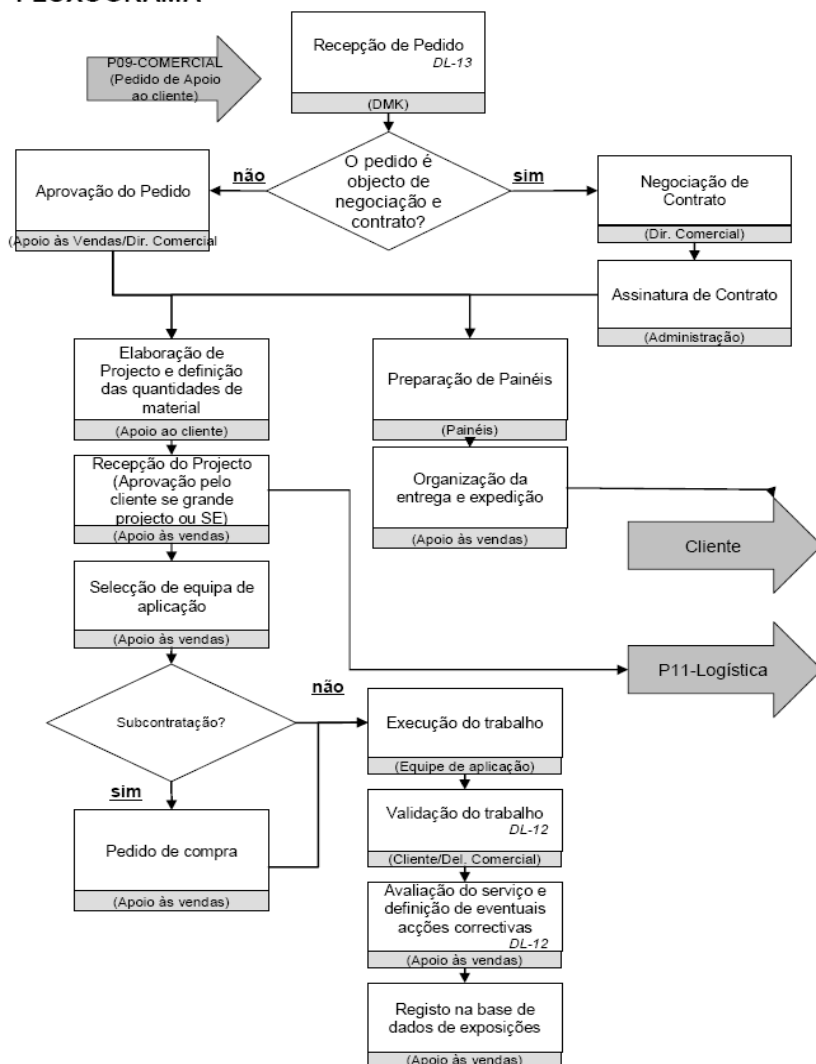 FLUXOGRAMA
P09-COMERCIAL
(Pedido de Apoio
ao cliente)
Recepção de Pedido
DL-13
(DMK)
não
O pedido é
objecto de
negociação e
contrato?
sim
Aprovação do Pedido
(Apoio às Vendas/Dir. Comercial
Negociação de
Contrato
(Dir. Comercial)
Assinatura de Contrato
(Administração)
Elaboração de
Projecto e definição
das quantidades de
material
(Apoio ao cliente)
Preparação de Painéis
(Painéis)
Recepção do Projecto
(Aprovação pelo
cliente se grande
projecto ou SE)
(Apoio às vendas)
Organização da
entrega e expedição
(Apoio às vendas)
Cliente
Selecção de equipa de
aplicação
(Apoio às vendas)
P11-Logística
Subcontratação?
não
sim
Execução do trabalho
(Equipe de aplicação)
Pedido de compra
(Apoio às vendas)
Validação do trabalho
DL-12
(Cliente/Del. Comercial)
Avaliação do serviço e
definição de eventuais
acções correctivas
DL-12
(Apoio às vendas)
Registo na base de
dados de exposições
(Apoio às vendas)